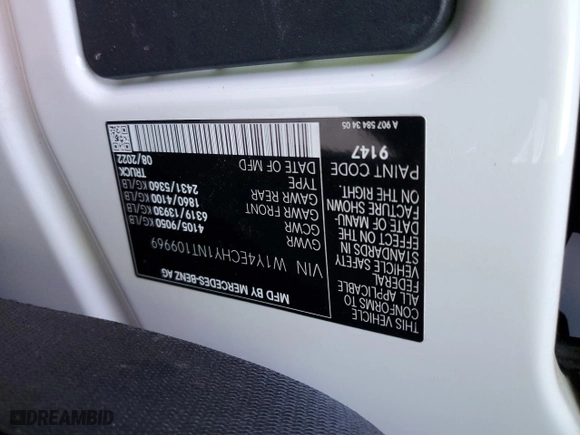 MFD BY MERCEDES-BENZ AG
VIN W1Y4ECHY1NT109969
GVWR 4105/9050 KG/LB
GCWR 6319/13930 KG/LB
GAWR FRONT 1860/4100 KG/LB
GAWR REAR 2431/5360 KG/LB
TYPE TRUCK
DATE OF MFD 08/2022
THIS VEHICLE
CONFORMS TO
ALL APPLICABLE
FEDERAL
VEHICLE SAFETY
STANDARDS IN
EFFECT ON THE
DATE OF MANU-
FACTURE SHOWN
ON THE RIGHT.
PAINT CODE
9147
A 907 584 34 05
DREAMBID